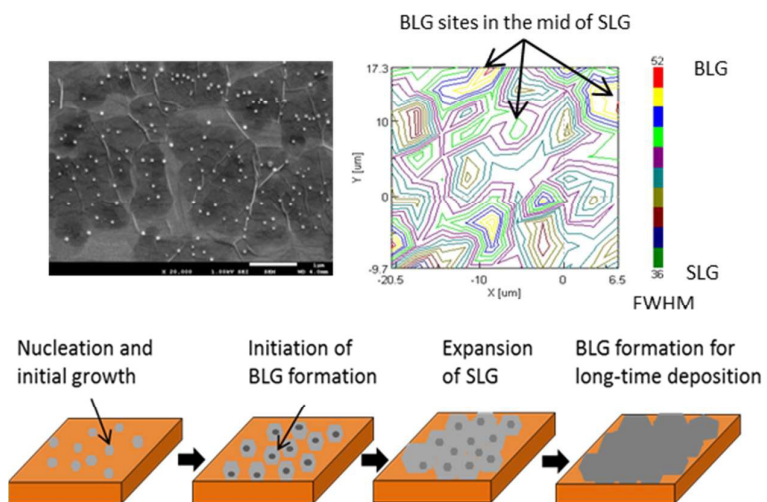 BLG sites in the mid of SLG
X 20,000 1.00kV SEI SEM WD 4.0mm
1µm
17.3
10
0
-9.7
Y [um]
-20.5 -10 0 6.5
X [um]
52
BLG
36
SLG
FWHM
Nucleation and
initial growth
Initiation of
BLG formation
Expansion
of SLG
BLG formation for
long-time deposition